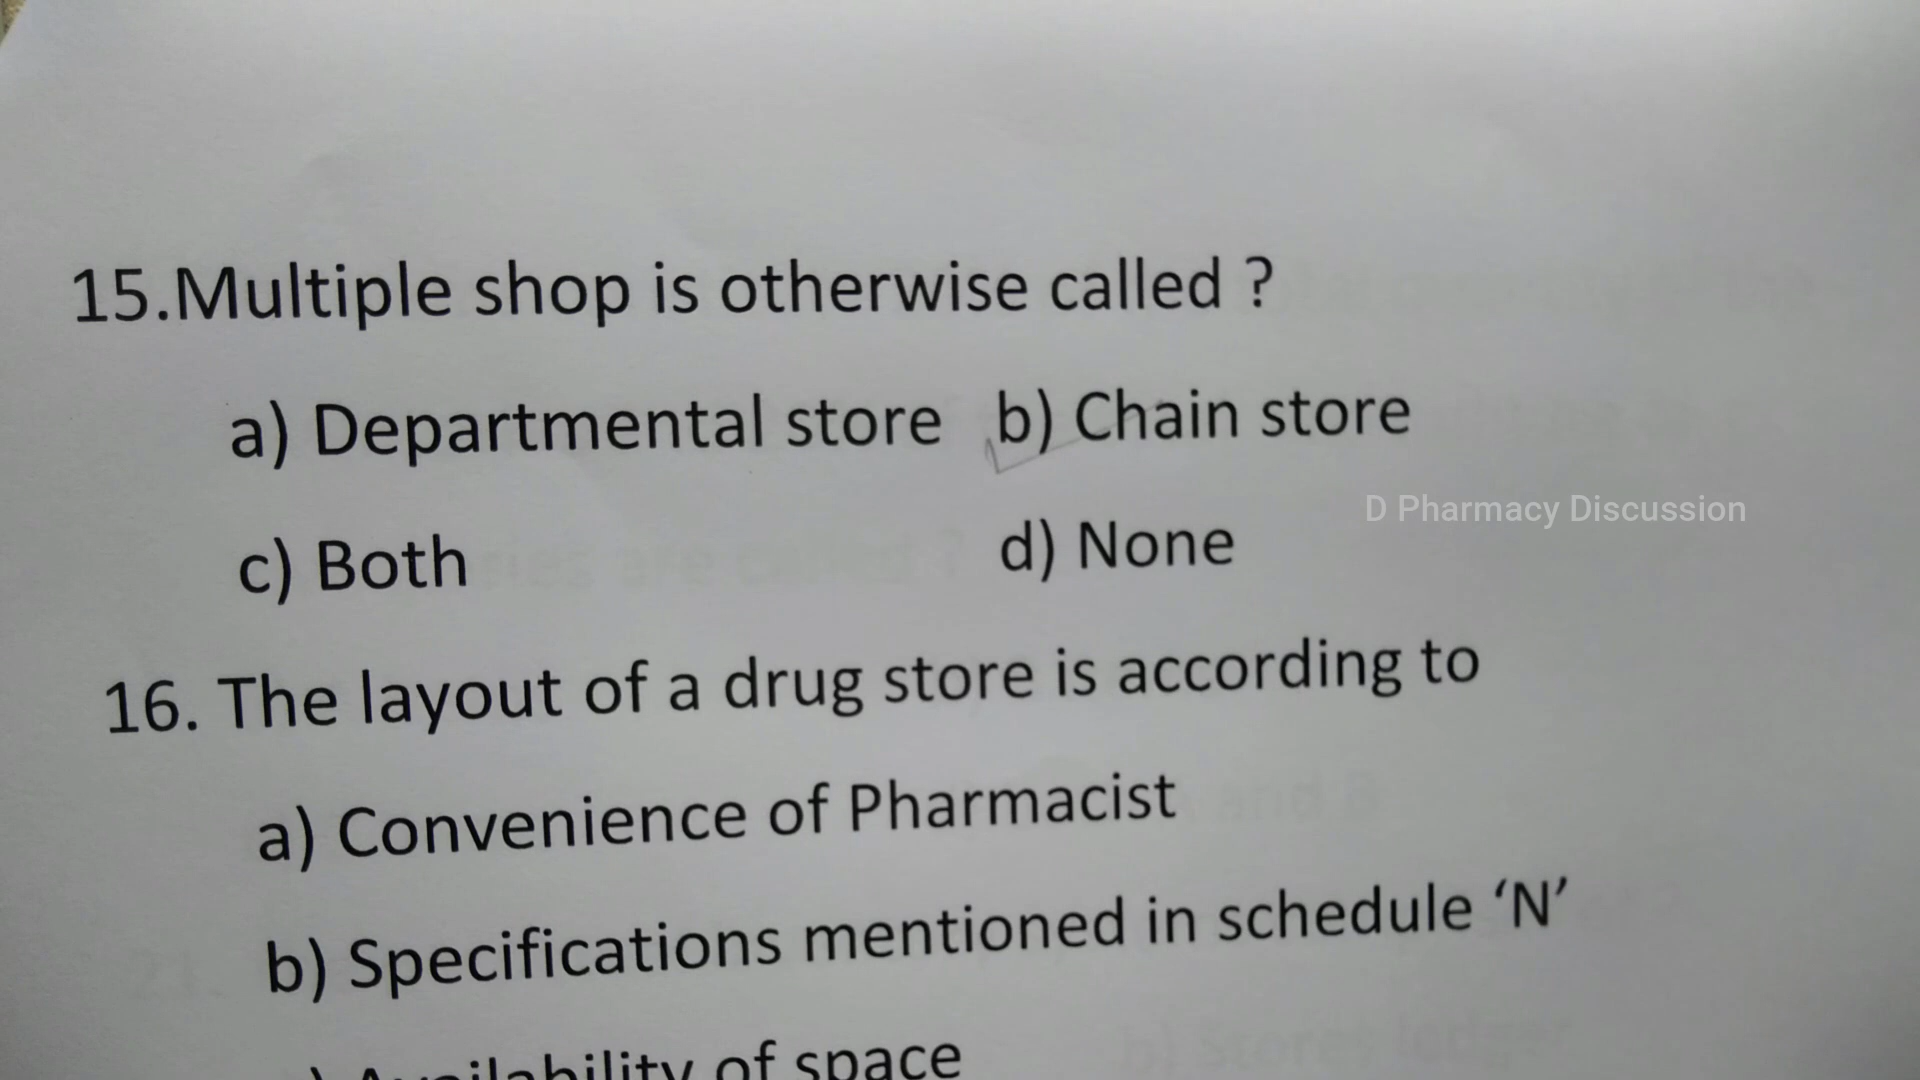 15.Multiple shop is otherwise called ?
a) Departmental store b) Chain store
D Pharmacy Discussion
c) Both d) None
16. The layout of a drug store is according to
a) Convenience of Pharmacist
b) Specifications mentioned in schedule ‘N’
) Availability of space